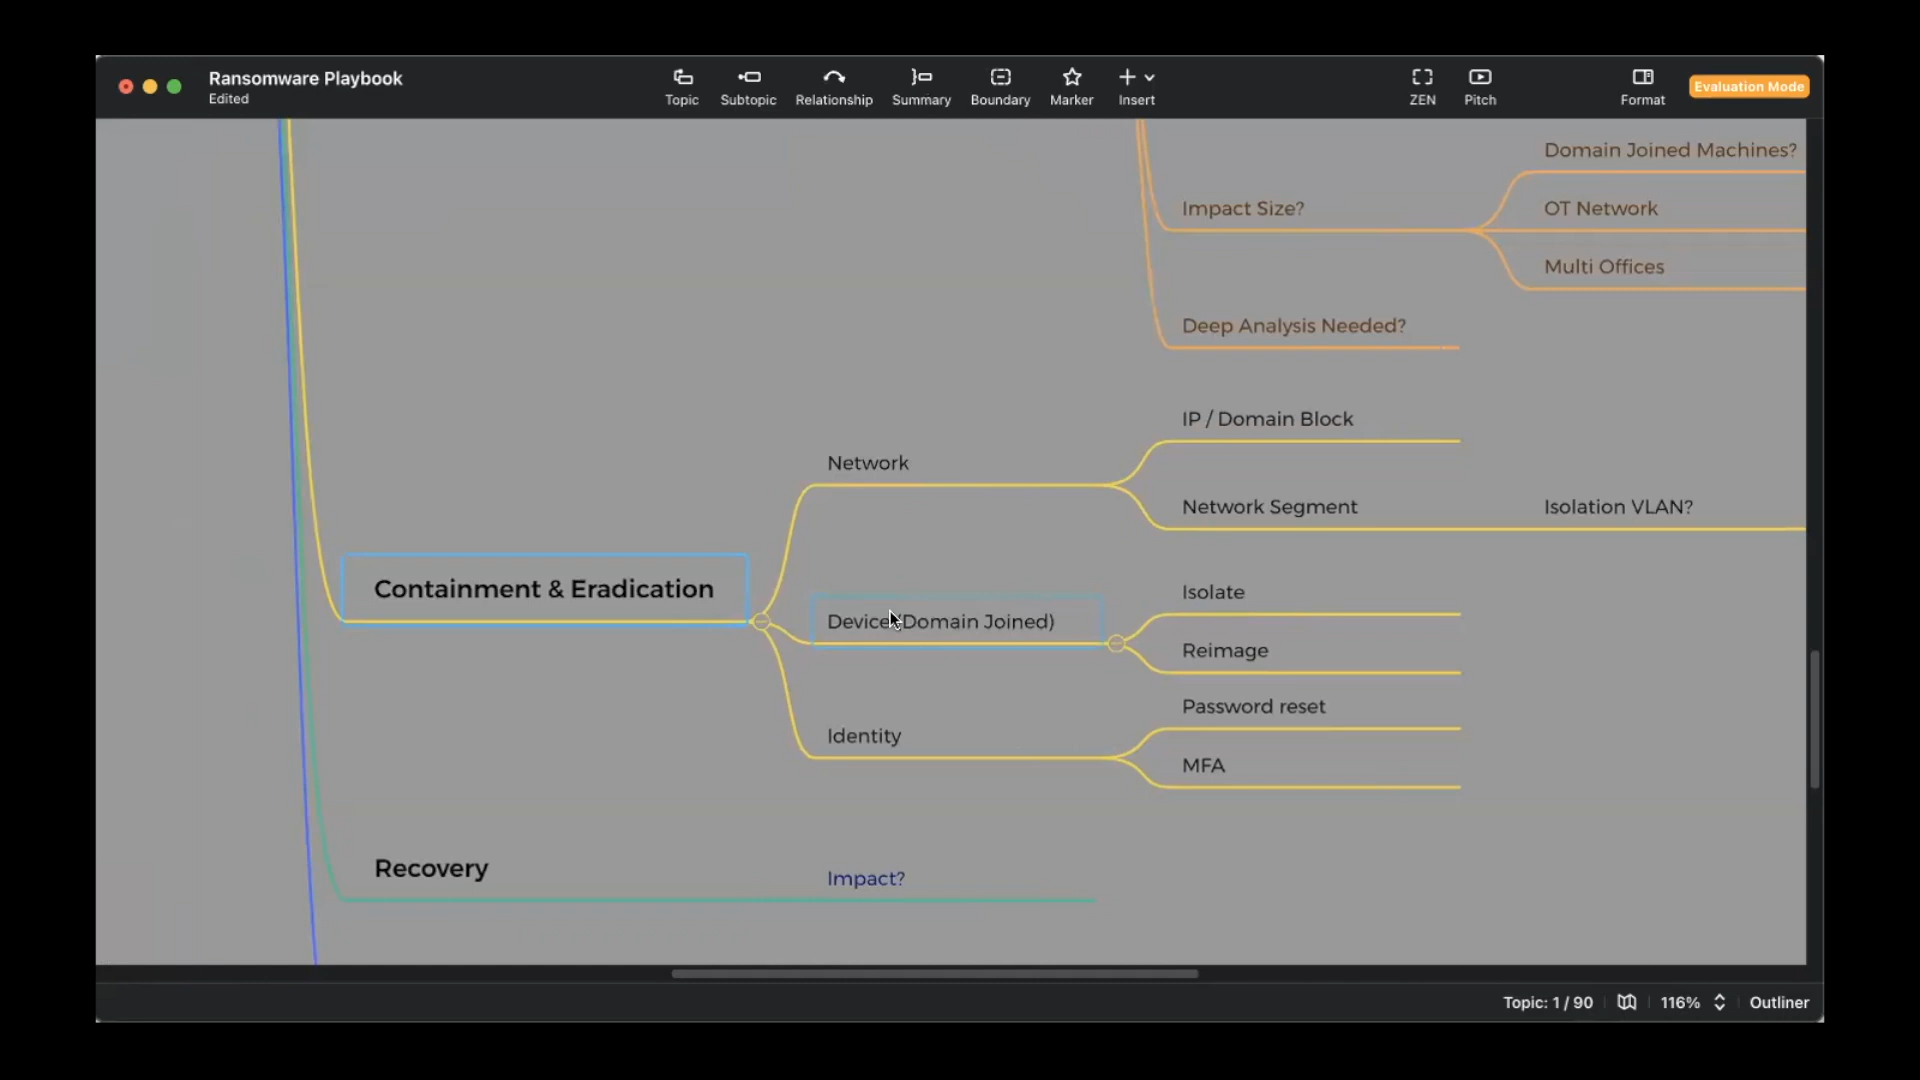 Ransomware Playbook
Edited
Topic
Subtopic
Relationship
Summary
Boundary
Marker
Insert
ZEN
Pitch
Format
Evaluation Mode
Domain Joined Machines?
Impact Size?
OT Network
Multi Offices
Deep Analysis Needed?
IP / Domain Block
Network
Network Segment
Isolation VLAN?
Containment & Eradication
Device (Domain Joined)
Isolate
Reimage
Password reset
Identity
MFA
Recovery
Impact?
Topic: 1 / 90
116%
Outliner